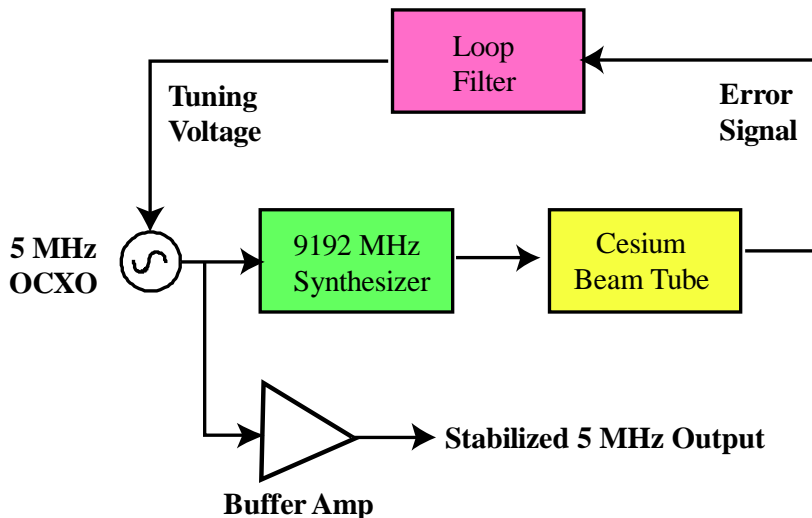 Loop
Filter
Tuning
Voltage
Error
Signal
5 MHz
OCXO
9192 MHz
Synthesizer
Cesium
Beam Tube
Stabilized 5 MHz Output
Buffer Amp